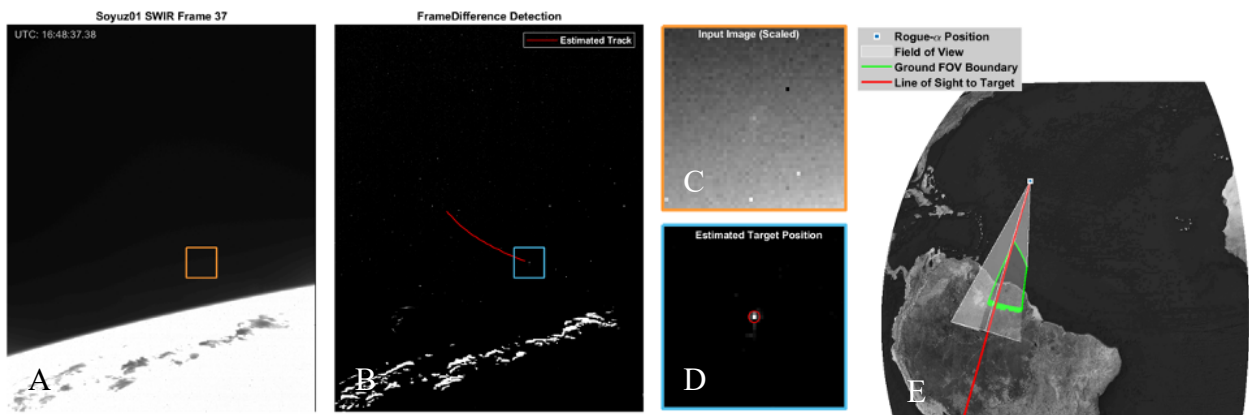 Soyuz01 SWIR Frame 37
UTC: 16:48:37.38
A
FrameDifference Detection
Estimated Track
B
Input Image (Scaled)
C
Estimated Target Position
D
Rogue-α Position
Field of View
Ground FOV Boundary
Line of Sight to Target
E